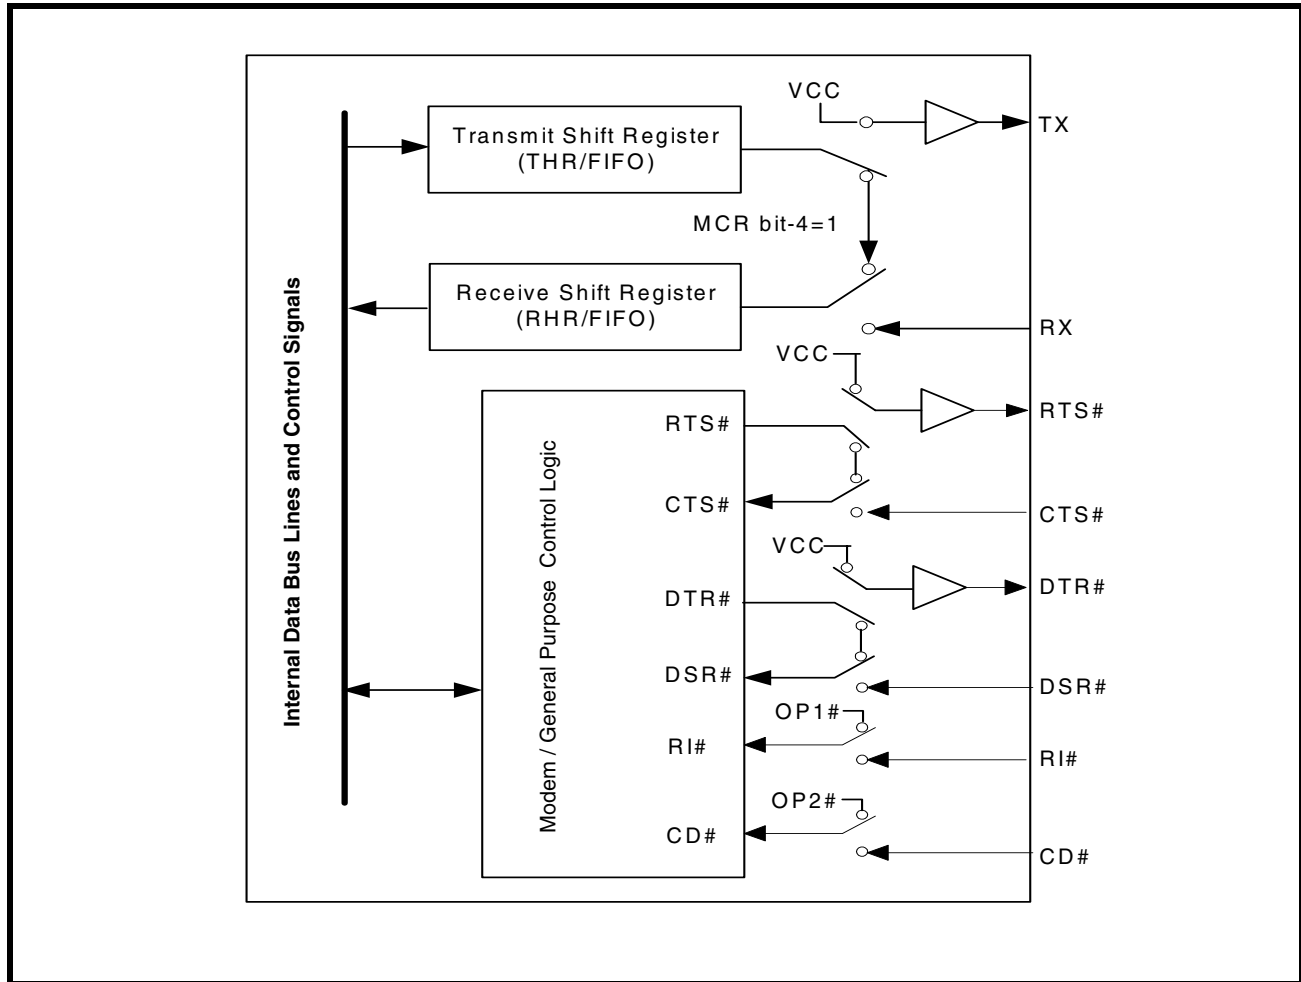 VCC
TX
Transmit Shift Register
(THR/FIFO)
MCR bit-4=1
Receive Shift Register
(RHR/FIFO)
RX
VCC
RTS#
RTS#
CTS#
CTS#
VCC
DTR#
DTR#
DSR#
DSR#
OP1#
RI#
RI#
OP2#
CD#
CD#
Modem / General Purpose Control Logic
Internal Data Bus Lines and Control Signals